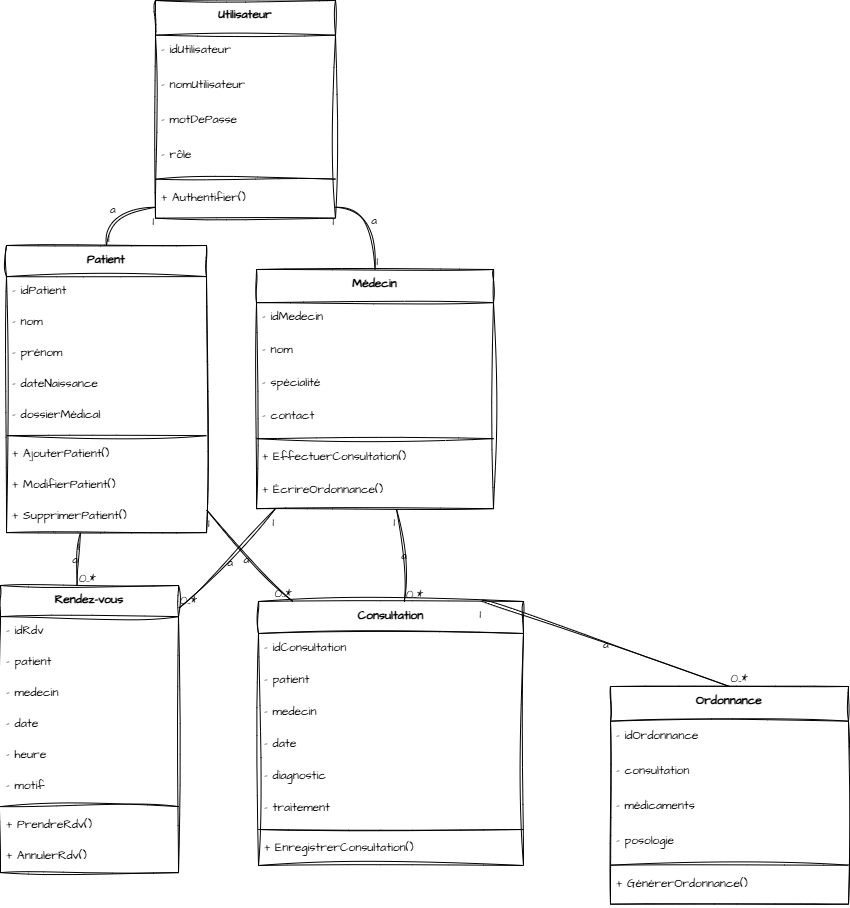 Utilisateur
- idUtilisateur
- nomUtilisateur
- motDePasse
- rôle
+ Authentifier()
a
1
1
a
1
Patient
- idPatient
- nom
- prénom
- dateNaissance
- dossierMédical
+ AjouterPatient()
+ ModifierPatient()
+ SupprimerPatient()
Médecin
- idMedecin
- nom
- spécialité
- contact
+ EffectuerConsultation()
+ ÉcrireOrdonnance()
1
1
1
a
a
a
a
0..*
0..*
0..*
0..*
Rendez-vous
- idRdv
- patient
- medecin
- date
- heure
- motif
+ PrendreRdv()
+ AnnulerRdv()
Consultation
- idConsultation
- patient
- medecin
- date
- diagnostic
- traitement
+ EnregistrerConsultation()
1
a
0..*
Ordonnance
- idOrdonnance
- consultation
- médicaments
- posologie
+ GénérerOrdonnance()